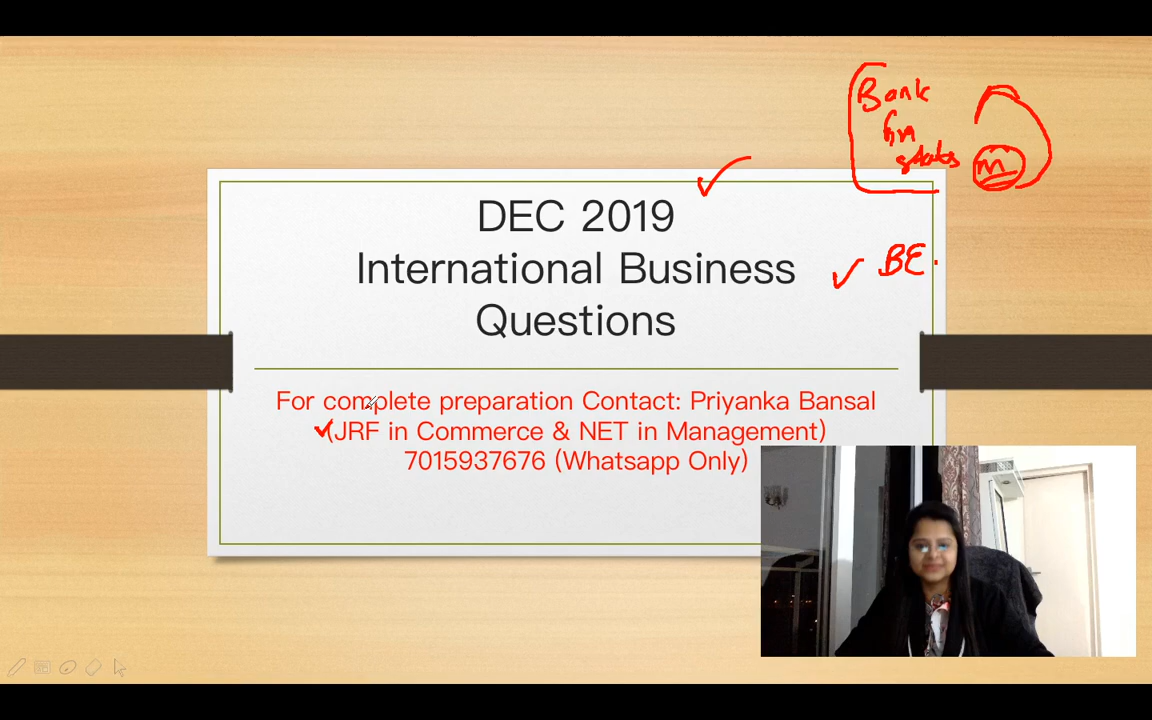 Bank
fin
states
m
DEC 2019
International Business
BE
Questions
For complete preparation Contact: Priyanka Bansal
(JRF in Commerce & NET in Management)
7015937676 (Whatsapp Only)